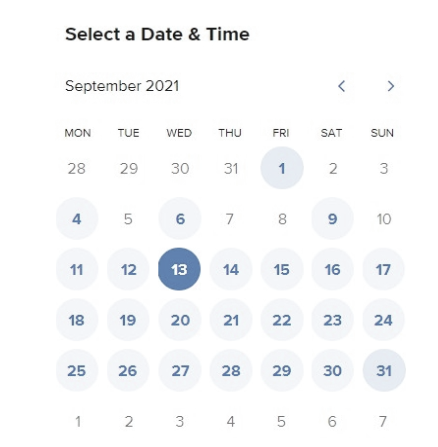 Select a Date & Time
September 2021
MON TUE WED THU FRI SAT SUN
28 29 30 31 1 2 3
4 5 6 7 8 9 10
11 12 13 14 15 16 17
18 19 20 21 22 23 24
25 26 27 28 29 30 31
1 2 3 4 5 6 7